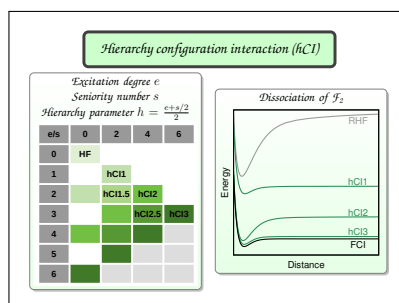 Hierarchy configuration interaction (hCI)
Excitation degree e
Seniority number s
Hierarchy parameter h = \frac{e+s/2}{2}
e/s 0 2 4 6
0 HF
1 hCI1
2 hCI1.5 hCI2
3 hCI2.5 hCI3
4
5
6
Dissociation of F₂
RHF
hCI1
hCI2
hCI3
FCI
Energy
Distance